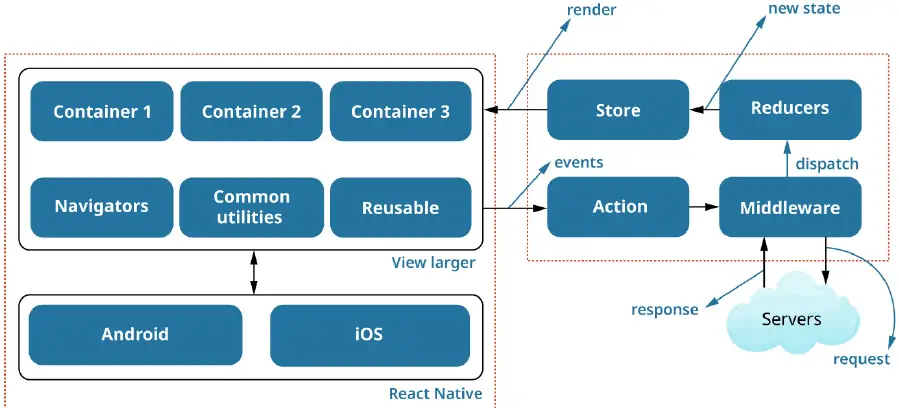 render
new state
Container 1
Container 2
Container 3
Store
Reducers
events
dispatch
Navigators
Common
utilities
Reusable
Action
Middleware
View larger
response
Servers
Android
iOS
request
React Native